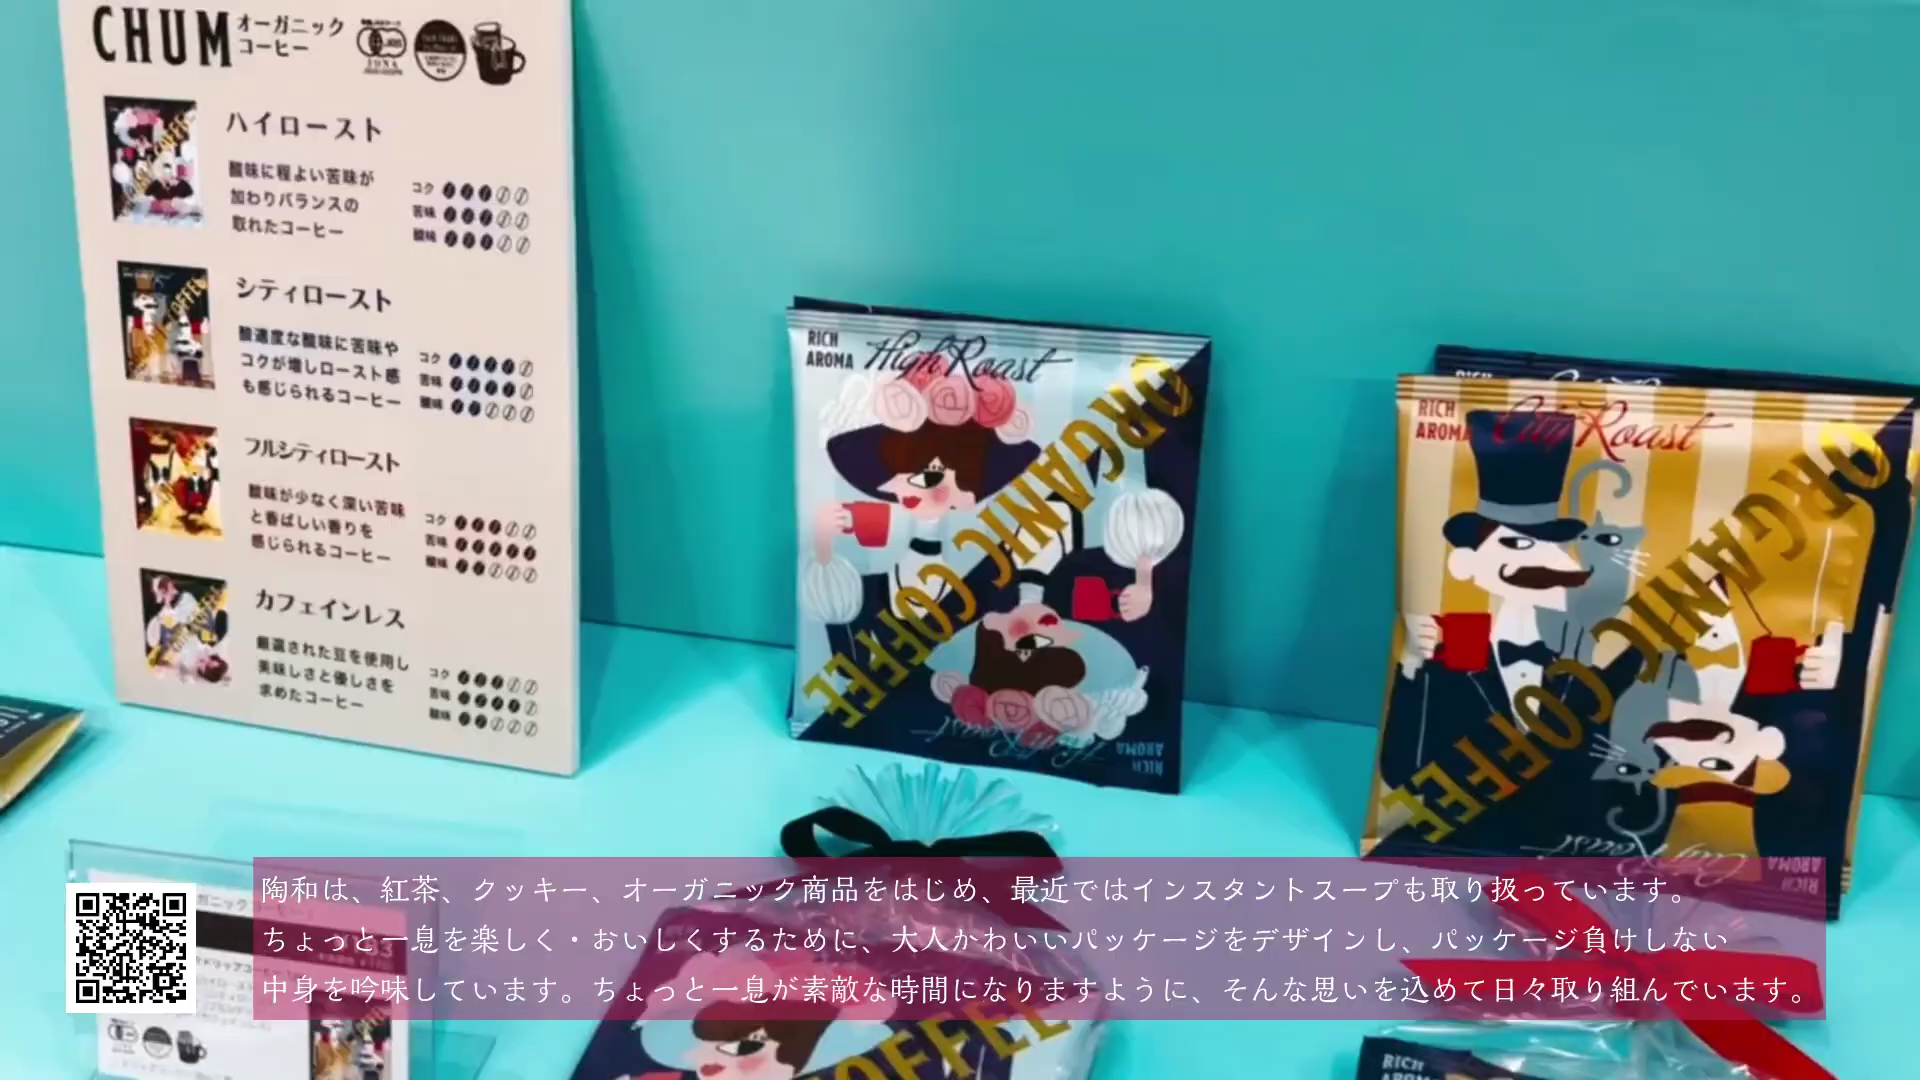 CHUM オーガニック
コーヒー
ハイロースト
酸味に程よい苦味が
加わりバランスの
取れたコーヒー
コク
苦味
酸味
シティロースト
酸適度な酸味に苦味や
コクが増しロースト感
も感じられるコーヒー
コク
苦味
酸味
フルシティロースト
酸味が少なく深い苦味
と香ばしい香りを
感じられるコーヒー
コク
苦味
酸味
カフェインレス
厳選された豆を使用し
美味しさと優しさを
求めたコーヒー
コク
苦味
酸味
RICH
AROMA
High Roast
ORGANIC COFFEE
High Roast
RICH
AROMA
RICH
RICH
AROMA
City Roast
ORGANIC COFFEE
City Roast
AROMA
陶和は、紅茶、クッキー、オーガニック商品をはじめ、最近ではインスタントスープも取り扱っています。
ちょっと一息を楽しく・おいしくするために、大人かわいいパッケージをデザインし、パッケージ負けしない
中身を吟味しています。ちょっと一息が素敵な時間になりますように、そんな思いを込めて日々取り組んでいます。
COFFEE
RICH
AROMA